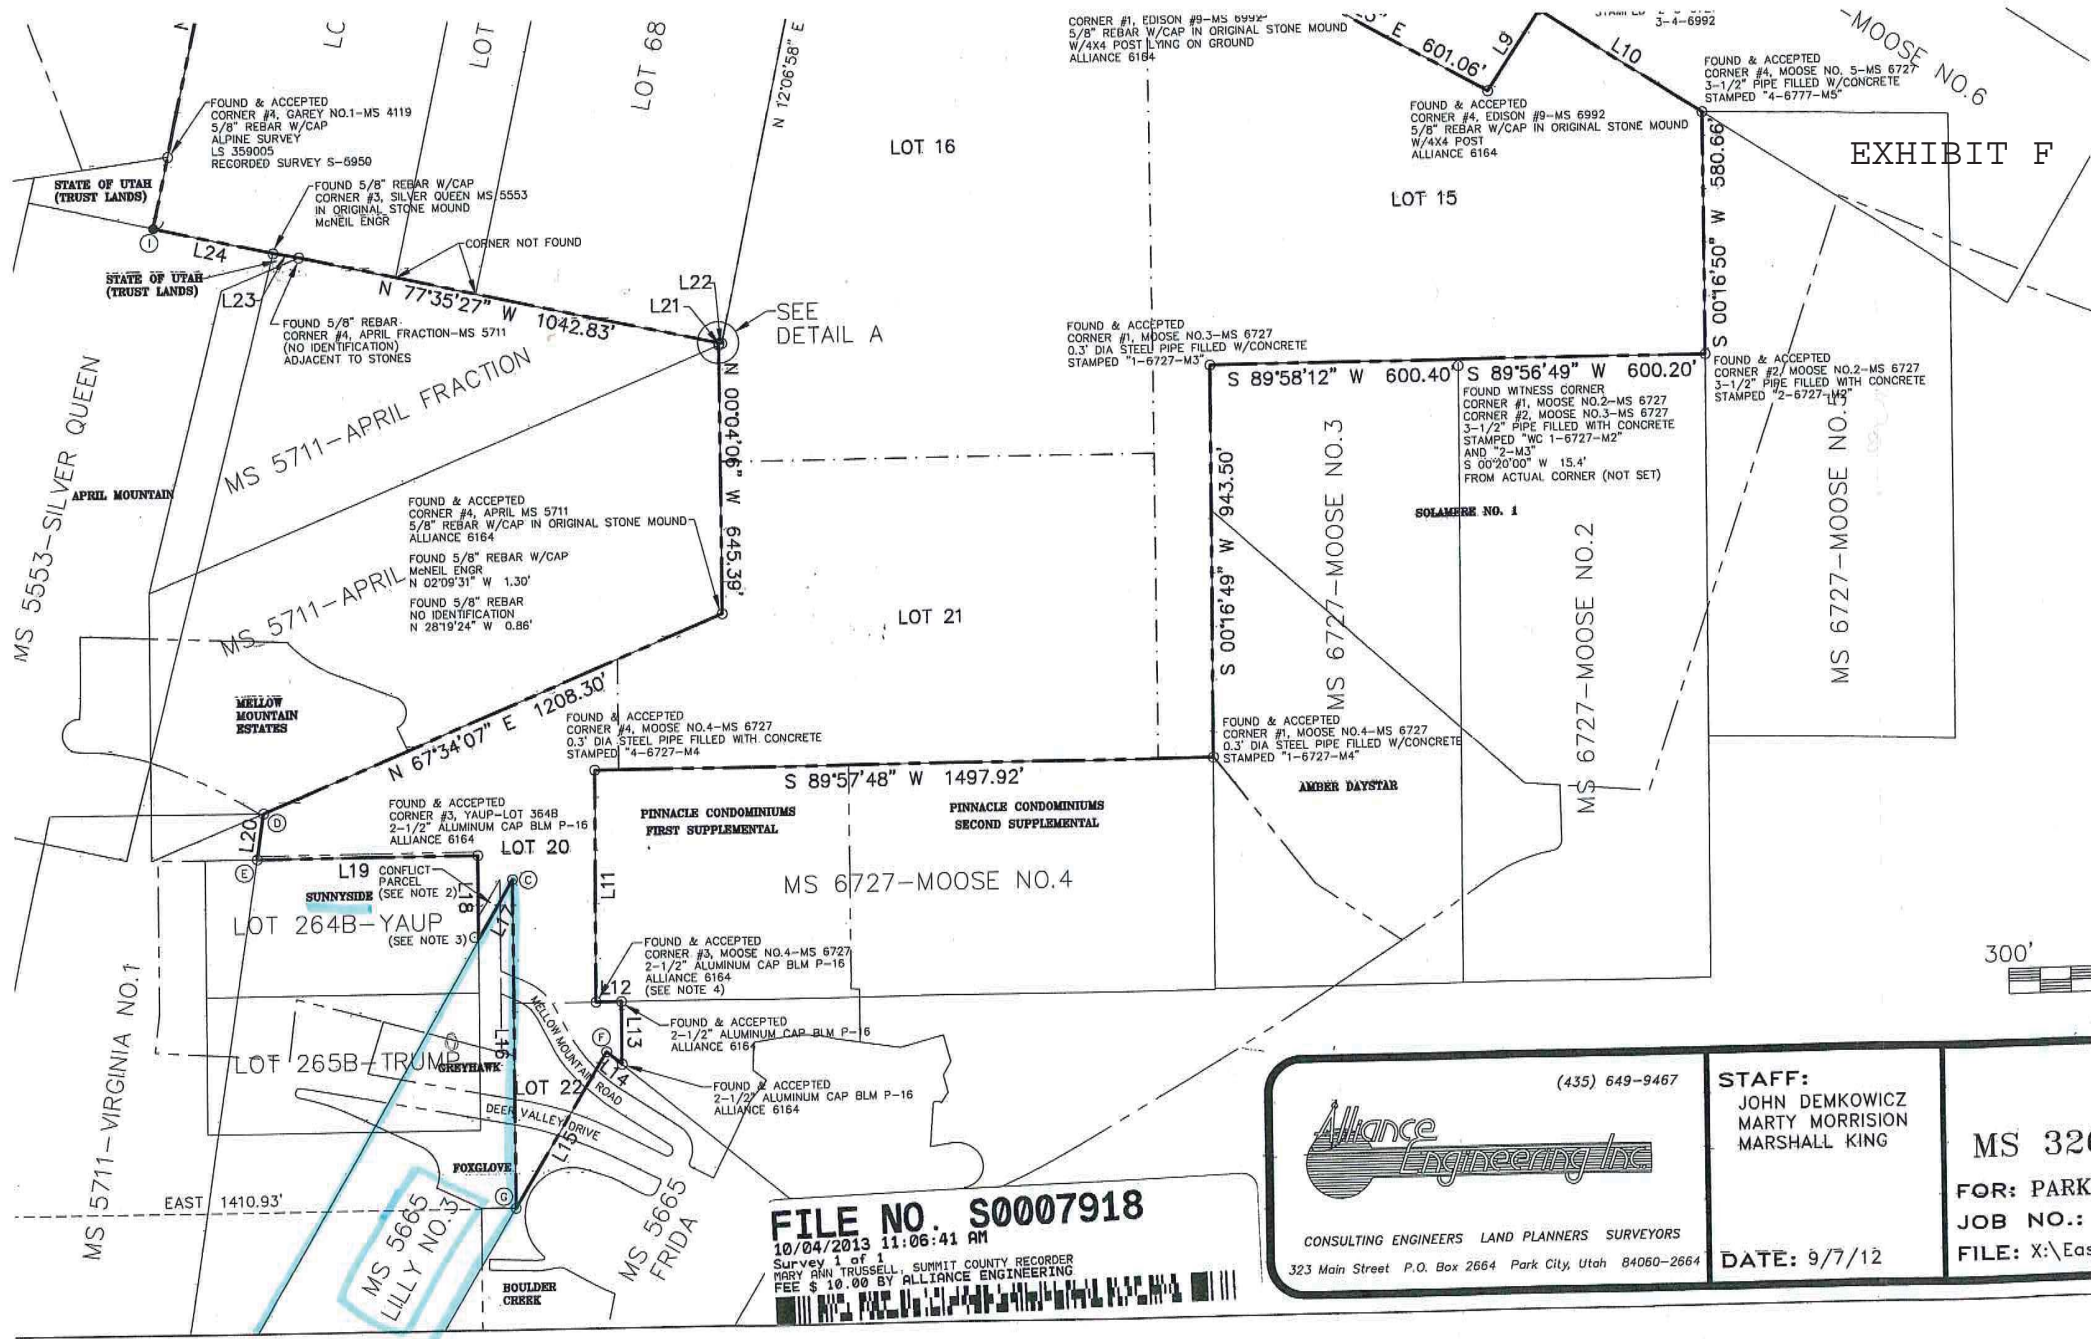 CORNER #1, EDISON #9-MS 6992
5/8" REBAR W/CAP IN ORIGINAL STONE MOUND
W/4X4 POST LYING ON GROUND
ALLIANCE 6164
E 601.06'
L9
L10
3-4-6992
-MOOSE NO.6
FOUND & ACCEPTED
CORNER #4, MOOSE NO. 5-MS 6727
3-1/2" PIPE FILLED W/CONCRETE
STAMPED "4-6777-M5"
LOT
LOT 68
N 12°06'58" E
FOUND & ACCEPTED
CORNER #4, GAREY NO.1-MS 4119
5/8" REBAR W/CAP
ALPINE SURVEY
LS 359005
RECORDED SURVEY S-6950
FOUND & ACCEPTED
CORNER #4, EDISON #9-MS 6992
5/8" REBAR W/CAP IN ORIGINAL STONE MOUND
W/4X4 POST
ALLIANCE 6164
LOT 16
LOT 15
EXHIBIT F
S 00°16'50" W 580.66'
STATE OF UTAH
(TRUST LANDS)
FOUND 5/8" REBAR W/CAP
CORNER #3, SILVER QUEEN MS 5553
IN ORIGINAL STONE MOUND
McNEIL ENGR
CORNER NOT FOUND
I
L24
STATE OF UTAH
(TRUST LANDS)
L23
N 77°35'27" W 1042.83'
L22
L21
SEE
DETAIL A
FOUND 5/8" REBAR
CORNER #4, APRIL FRACTION-MS 5711
(NO IDENTIFICATION)
ADJACENT TO STONES
FOUND & ACCEPTED
CORNER #1, MOOSE NO.3-MS 6727
0.3' DIA STEEL PIPE FILLED W/CONCRETE
STAMPED "1-6727-M3"
S 89°58'12" W 600.40'
S 89°56'49" W 600.20'
FOUND & ACCEPTED
CORNER #2, MOOSE NO.2-MS 6727
3-1/2" PIPE FILLED WITH CONCRETE
STAMPED "2-6727-M2"
FOUND WITNESS CORNER
CORNER #1, MOOSE NO.2-MS 6727
CORNER #2, MOOSE NO.3-MS 6727
3-1/2" PIPE FILLED WITH CONCRETE
STAMPED "WC 1-6727-M2"
AND "2-M3"
S 00°20'00" W 15.4'
FROM ACTUAL CORNER (NOT SET)
MS 5553-SILVER QUEEN
MS 5711-APRIL FRACTION
APRIL MOUNTAIN
N 00°04'06" W 645.39'
FOUND & ACCEPTED
CORNER #4, APRIL MS 5711
5/8" REBAR W/CAP IN ORIGINAL STONE MOUND
ALLIANCE 6164
FOUND 5/8" REBAR W/CAP
McNEIL ENGR
N 02°09'31" W 1.30'
FOUND 5/8" REBAR
NO IDENTIFICATION
N 28°19'24" W 0.86'
MS 5711-APRIL
LOT 21
S 00°16'49" W 943.50'
MS 6727-MOOSE NO.3
SOLAMERE NO. 1
MS 6727-MOOSE NO.2
MS 6727-MOOSE NO.5
MELLOW
MOUNTAIN
ESTATES
N 67°34'07" E 1208.30'
FOUND & ACCEPTED
CORNER #4, MOOSE NO.4-MS 6727
0.3' DIA STEEL PIPE FILLED WITH CONCRETE
STAMPED "4-6727-M4
FOUND & ACCEPTED
CORNER #1, MOOSE NO.4-MS 6727
0.3' DIA STEEL PIPE FILLED W/CONCRETE
STAMPED "1-6727-M4"
S 89°57'48" W 1497.92'
AMBER DAYSTAR
PINNACLE CONDOMINIUMS
FIRST SUPPLEMENTAL
PINNACLE CONDOMINIUMS
SECOND SUPPLEMENTAL
FOUND & ACCEPTED
CORNER #3, YAUP-LOT 364B
2-1/2" ALUMINUM CAP BLM P-16
ALLIANCE 6164
D
L20
E
L19
LOT 20
CONFLICT
PARCEL
(SEE NOTE 2)
SUNNYSIDE
L18
L17
C
L11
MS 6727-MOOSE NO.4
LOT 264B-YAUP
(SEE NOTE 3)
FOUND & ACCEPTED
CORNER #3, MOOSE NO.4-MS 6727
2-1/2" ALUMINUM CAP BLM P-16
ALLIANCE 6164
(SEE NOTE 4)
300'
L12
L13
FOUND & ACCEPTED
2-1/2" ALUMINUM CAP BLM P-16
ALLIANCE 6164
MELLOW MOUNTAIN ROAD
L16
F
L14
LOT 265B-TRUMP
GREYHAWK
LOT 22
FOUND & ACCEPTED
2-1/2" ALUMINUM CAP BLM P-16
ALLIANCE 6164
DEER VALLEY DRIVE
L15
MS 5711-VIRGINIA NO.1
FOXGLOVE
G
EAST 1410.93'
MS 5665
LILLY NO.3
MS 5665
FRIDA
BOULDER
CREEK
FILE NO. S0007918
10/04/2013 11:06:41 AM
Survey 1 of 1
MARY ANN TRUSSELL, SUMMIT COUNTY RECORDER
FEE $ 10.00 BY ALLIANCE ENGINEERING
(435) 649-9467
Alliance
Engineering Inc.
CONSULTING ENGINEERS LAND PLANNERS SURVEYORS
323 Main Street P.O. Box 2664 Park City, Utah 84060-2664
STAFF:
JOHN DEMKOWICZ
MARTY MORRISION
MARSHALL KING
DATE: 9/7/12
MS 326
FOR: PARK
JOB NO.:
FILE: X:\Eas